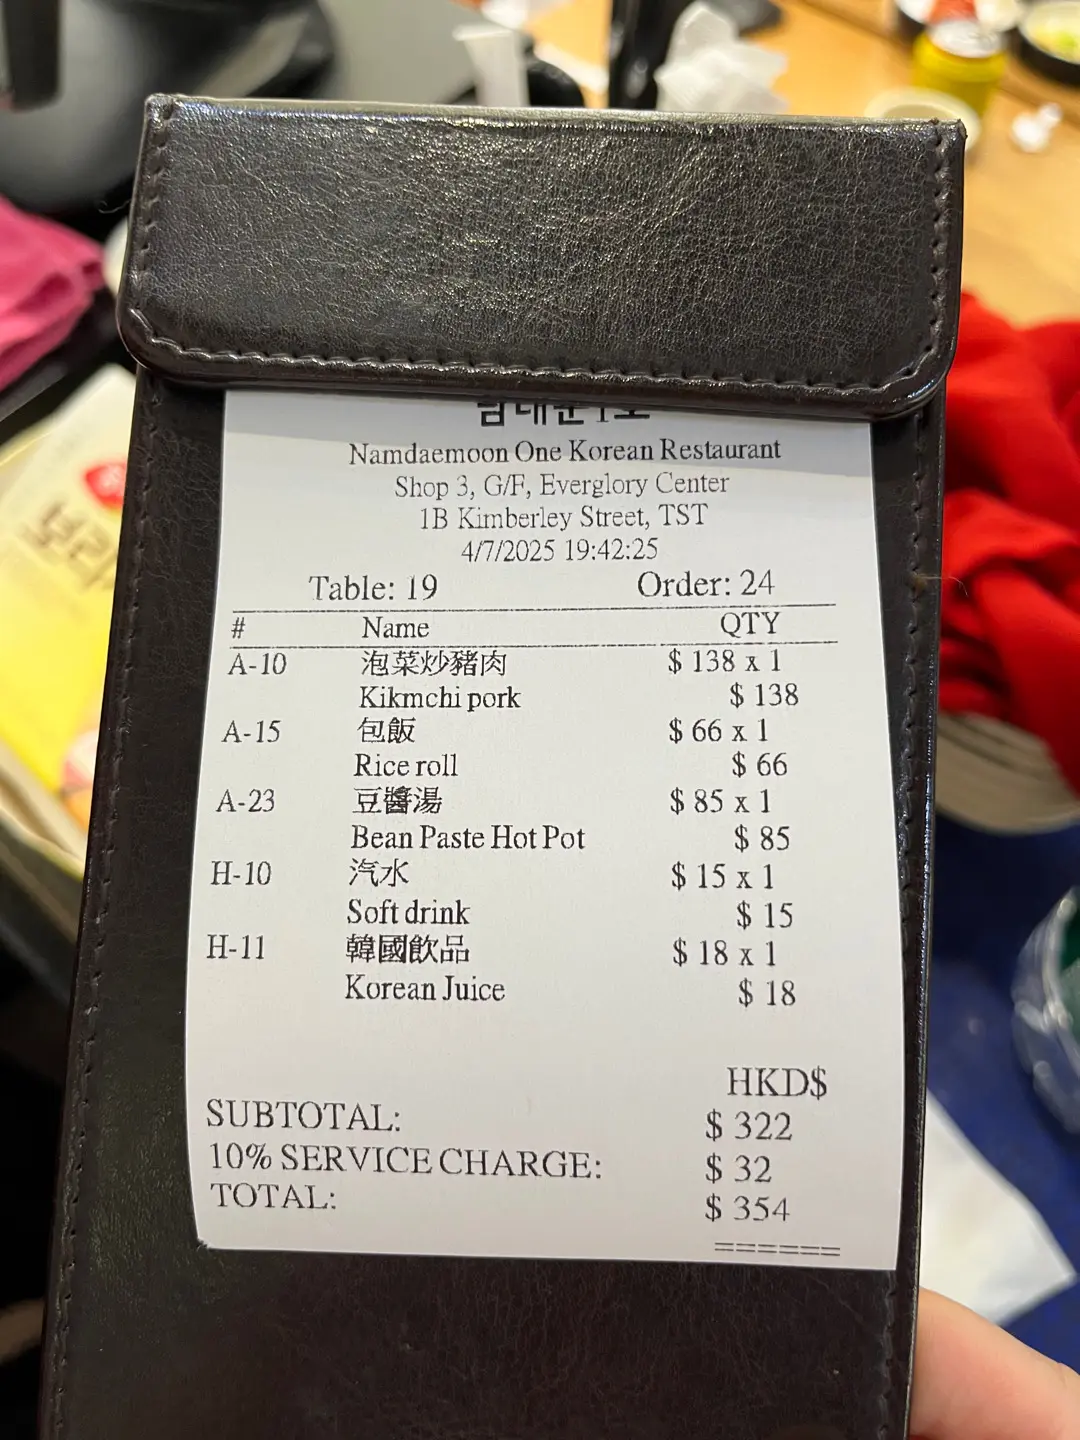 Namdaemoon One Korean Restaurant
Shop 3, G/F, Everglory Center
1B Kimberley Street, TST
4/7/2025 19:42:25
Table: 19 Order: 24
# Name QTY
A-10 泡菜炒豬肉 $ 138 x 1
Kikmchi pork $ 138
A-15 包飯 $ 66 x 1
Rice roll $ 66
A-23 豆醬湯 $ 85 x 1
Bean Paste Hot Pot $ 85
H-10 汽水 $ 15 x 1
Soft drink $ 15
H-11 韓國飲品 $ 18 x 1
Korean Juice $ 18
HKD$
SUBTOTAL: $ 322
10% SERVICE CHARGE: $ 32
TOTAL: $ 354
======